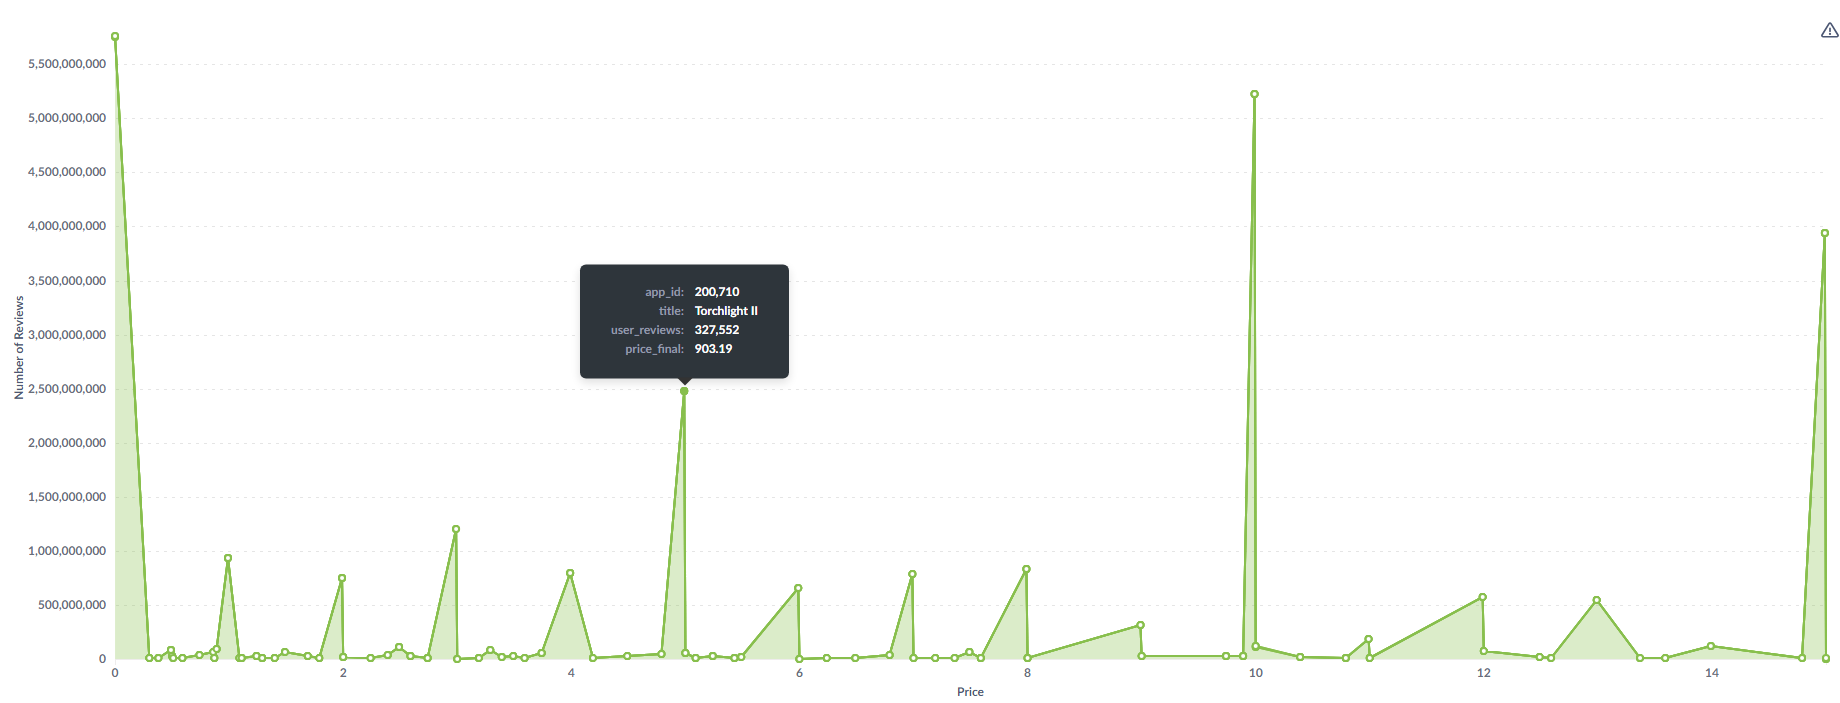 5,500,000,000
5,000,000,000
4,500,000,000
4,000,000,000
3,500,000,000
3,000,000,000
2,500,000,000
2,000,000,000
1,500,000,000
1,000,000,000
500,000,000
0
Number of Reviews
app_id: 200,710
title: Torchlight II
user_reviews: 327,552
price_final: 903.19
0 2 4 6 8 10 12 14
Price